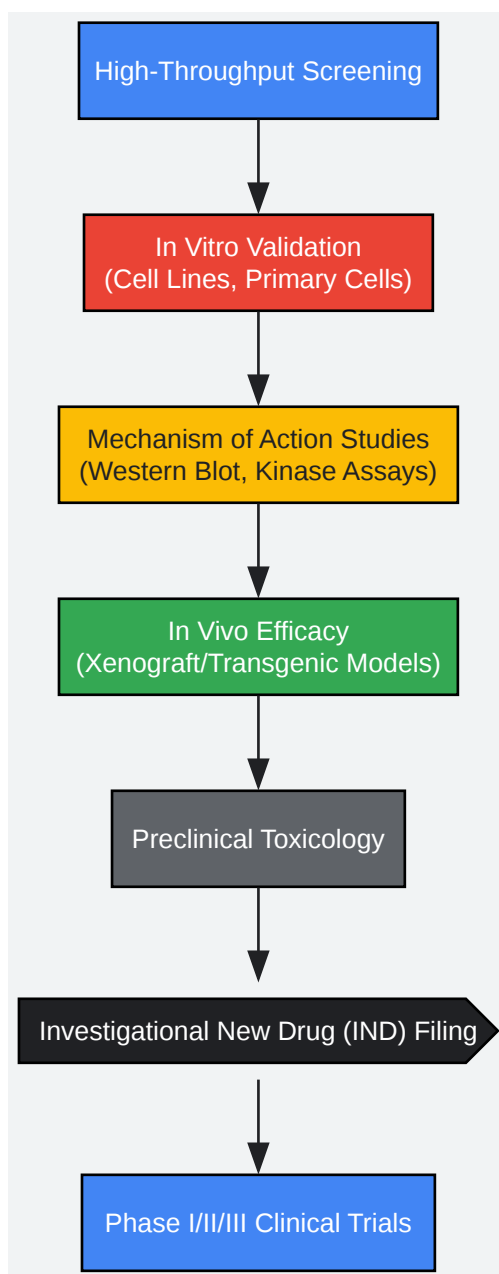 High-Throughput Screening
In Vitro Validation
(Cell Lines, Primary Cells)
Mechanism of Action Studies
(Western Blot, Kinase Assays)
In Vivo Efficacy
(Xenograft/Transgenic Models)
Preclinical Toxicology
Investigational New Drug (IND) Filing
Phase I/II/III Clinical Trials